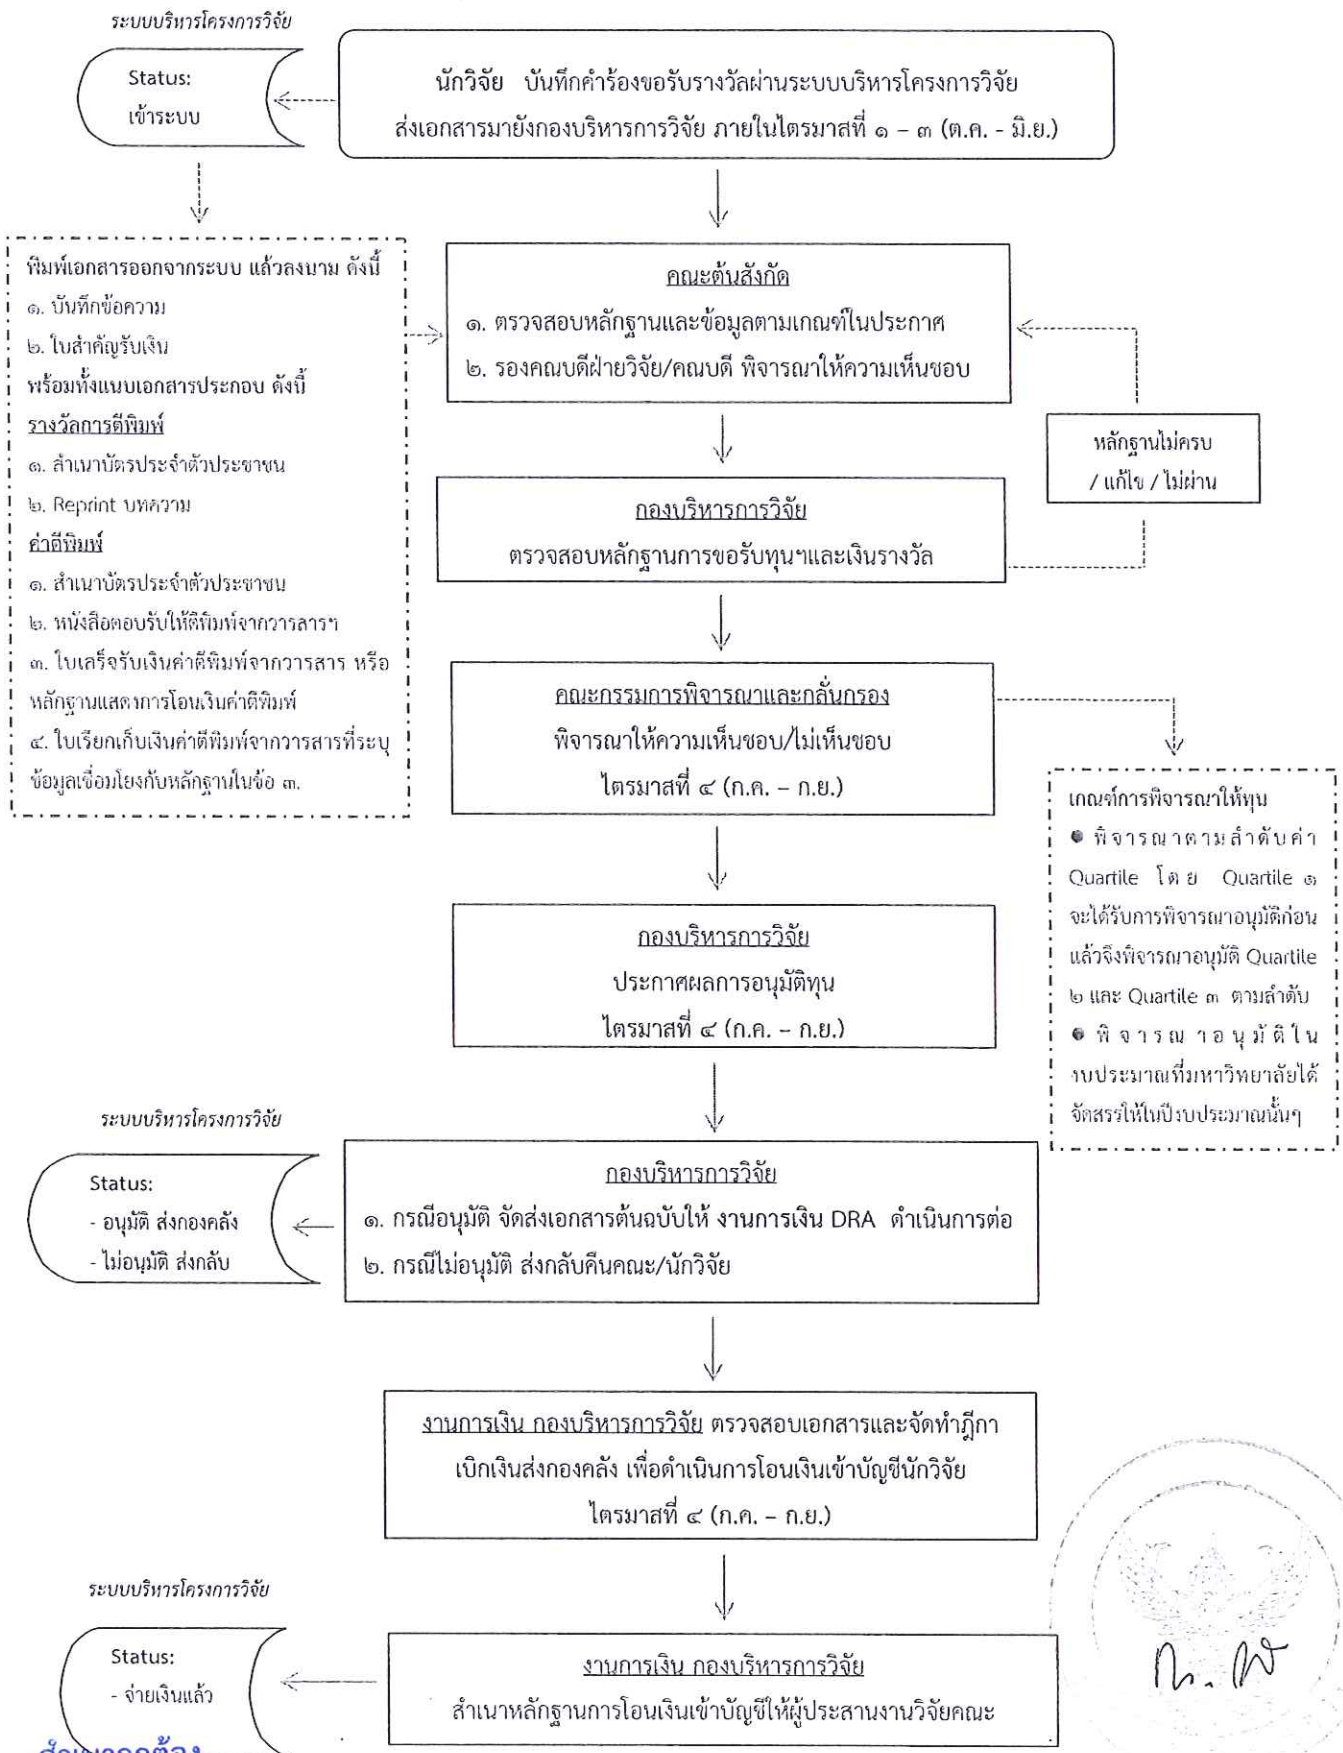 ระบบบริหารโครงการวิจัย
Status:
เข้าระบบ
นักวิจัย บันทึกคำร้องขอรับรางวัลผ่านระบบบริหารโครงการวิจัย
ส่งเอกสารมายังกองบริหารการวิจัย ภายในไตรมาสที่ ๑ – ๓ (ต.ค. - มิ.ย.)
พิมพ์เอกสารออกจากระบบ แล้วลงนาม ดังนี้
๑. บันทึกข้อความ
๒. ใบสำคัญรับเงิน
พร้อมทั้งแนบเอกสารประกอบ ดังนี้
รางวัลการตีพิมพ์
๑. สำเนาบัตรประจำตัวประชาชน
๒. Reprint บทความ
ค่าตีพิมพ์
๑. สำเนาบัตรประจำตัวประชาชน
๒. หนังสือตอบรับให้ตีพิมพ์จากวารสารฯ
๓. ใบเสร็จรับเงินค่าตีพิมพ์จากวารสาร หรือ
หลักฐานแสดงการโอนเงินค่าตีพิมพ์
๔. ใบเรียกเก็บเงินค่าตีพิมพ์จากวารสารที่ระบุ
ข้อมูลเชื่อมโยงกับหลักฐานในข้อ ๓.
คณะต้นสังกัด
๑. ตรวจสอบหลักฐานและข้อมูลตามเกณฑ์ในประกาศ
๒. รองคณบดีฝ่ายวิจัย/คณบดี พิจารณาให้ความเห็นชอบ
หลักฐานไม่ครบ
/ แก้ไข / ไม่ผ่าน
กองบริหารการวิจัย
ตรวจสอบหลักฐานการขอรับทุนฯและเงินรางวัล
คณะกรรมการพิจารณาและกลั่นกรอง
พิจารณาให้ความเห็นชอบ/ไม่เห็นชอบ
ไตรมาสที่ ๔ (ก.ค. – ก.ย.)
เกณฑ์การพิจารณาให้ทุน
● พิจารณาตามลำดับค่า
Quartile โดย Quartile ๑
จะได้รับการพิจารณาอนุมัติก่อน
แล้วจึงพิจารณาอนุมัติ Quartile
๒ และ Quartile ๓ ตามลำดับ
● พิจารณาอนุมัติใน
งบประมาณที่มหาวิทยาลัยได้
จัดสรรให้ในปีงบประมาณนั้นๆ
กองบริหารการวิจัย
ประกาศผลการอนุมัติทุน
ไตรมาสที่ ๔ (ก.ค. – ก.ย.)
ระบบบริหารโครงการวิจัย
Status:
- อนุมัติ ส่งกองคลัง
- ไม่อนุมัติ ส่งกลับ
กองบริหารการวิจัย
๑. กรณีอนุมัติ จัดส่งเอกสารต้นฉบับให้ งานการเงิน DRA ดำเนินการต่อ
๒. กรณีไม่อนุมัติ ส่งกลับคืนคณะ/นักวิจัย
งานการเงิน กองบริหารการวิจัย ตรวจสอบเอกสารและจัดทำฎีกา
เบิกเงินส่งกองคลัง เพื่อดำเนินการโอนเงินเข้าบัญชีนักวิจัย
ไตรมาสที่ ๔ (ก.ค. – ก.ย.)
ระบบบริหารโครงการวิจัย
Status:
- จ่ายเงินแล้ว
งานการเงิน กองบริหารการวิจัย
สำเนาหลักฐานการโอนเงินเข้าบัญชีให้ผู้ประสานงานวิจัยคณะ
สำเนาถูกต้อง